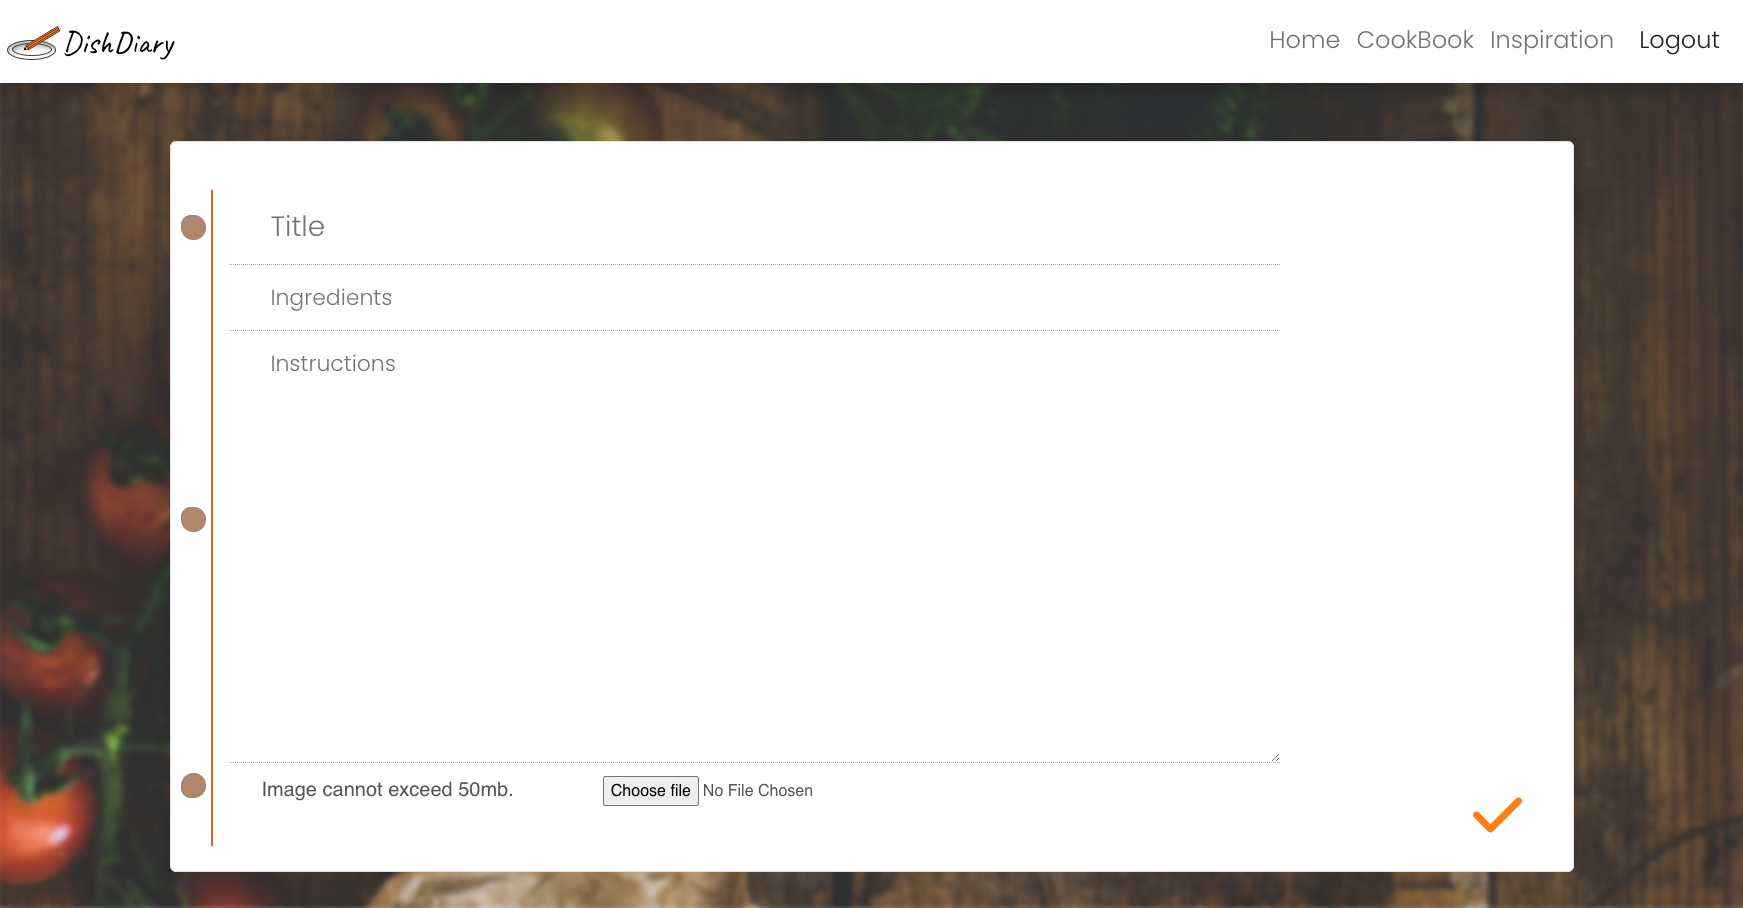 DishDiary
Home CookBook Inspiration Logout
Title
Ingredients
Instructions
Image cannot exceed 50mb. Choose file No File Chosen